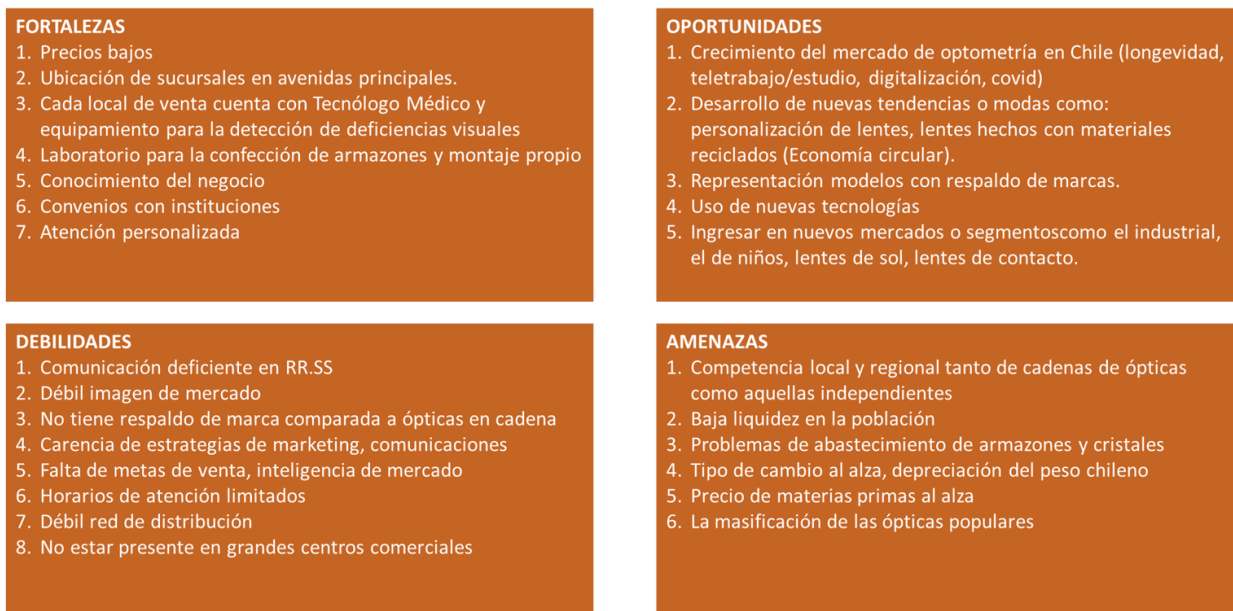 FORTALEZAS
1. Precios bajos
2. Ubicación de sucursales en avenidas principales.
3. Cada local de venta cuenta con Tecnólogo Médico y
equipamiento para la detección de deficiencias visuales
4. Laboratorio para la confección de armazones y montaje propio
5. Conocimiento del negocio
6. Convenios con instituciones
7. Atención personalizada
OPORTUNIDADES
1. Crecimiento del mercado de optometría en Chile (longevidad,
teletrabajo/estudio, digitalización, covid)
2. Desarrollo de nuevas tendencias o modas como:
personalización de lentes, lentes hechos con materiales
reciclados (Economía circular).
3. Representación modelos con respaldo de marcas.
4. Uso de nuevas tecnologías
5. Ingresar en nuevos mercados o segmentoscomo el industrial,
el de niños, lentes de sol, lentes de contacto.
DEBILIDADES
1. Comunicación deficiente en RR.SS
2. Débil imagen de mercado
3. No tiene respaldo de marca comparada a ópticas en cadena
4. Carencia de estrategias de marketing, comunicaciones
5. Falta de metas de venta, inteligencia de mercado
6. Horarios de atención limitados
7. Débil red de distribución
8. No estar presente en grandes centros comerciales
AMENAZAS
1. Competencia local y regional tanto de cadenas de ópticas
como aquellas independientes
2. Baja liquidez en la población
3. Problemas de abastecimiento de armazones y cristales
4. Tipo de cambio al alza, depreciación del peso chileno
5. Precio de materias primas al alza
6. La masificación de las ópticas populares